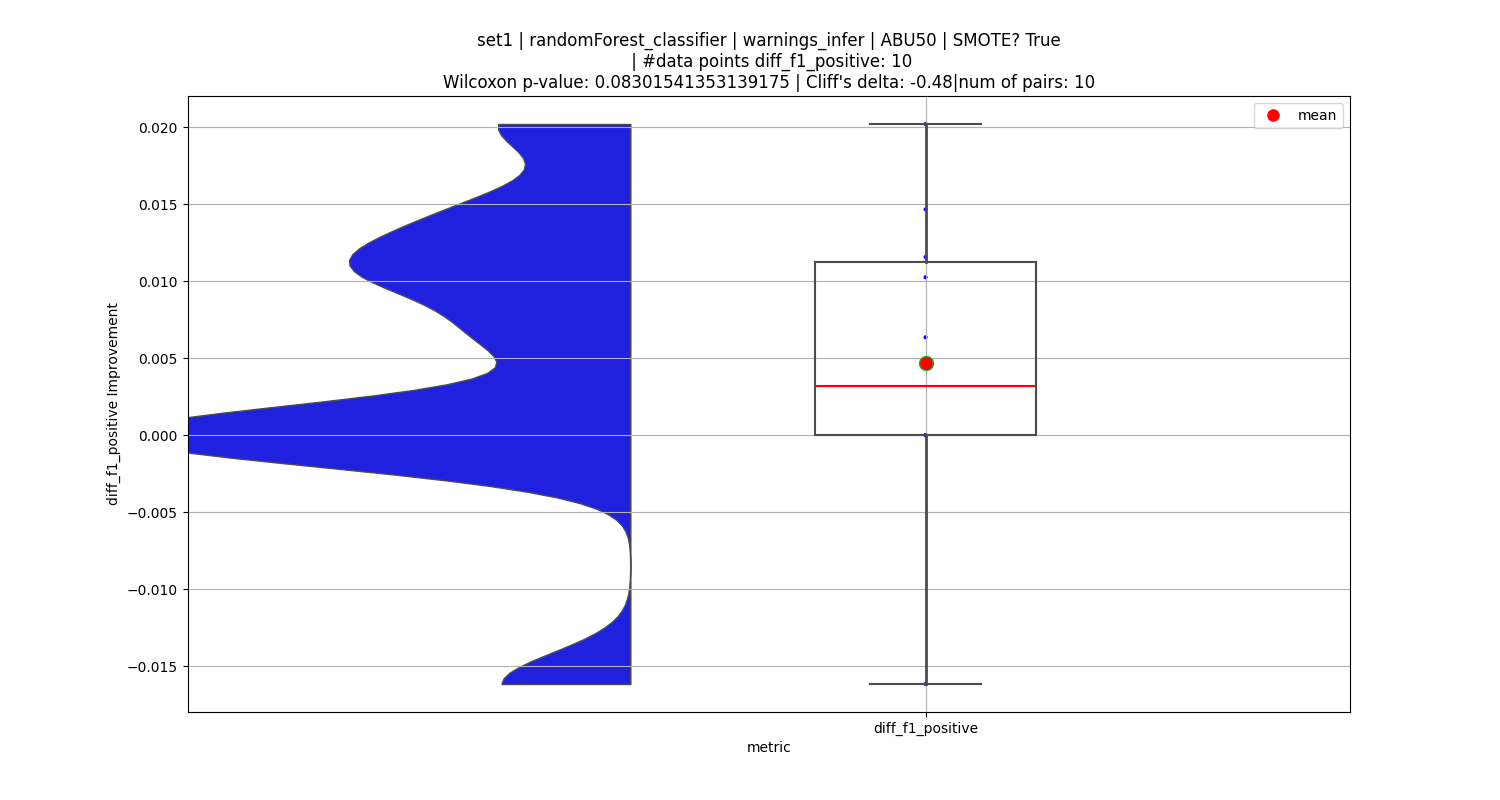 set1 | randomForest_classifier | warnings_infer | ABU50 | SMOTE? True
| #data points diff_f1_positive: 10
Wilcoxon p-value: 0.08301541353139175 | Cliff's delta: -0.48|num of pairs: 10
mean
0.020
0.015
0.010
0.005
0.000
−0.005
−0.010
−0.015
diff_f1_positive Improvement
diff_f1_positive
metric